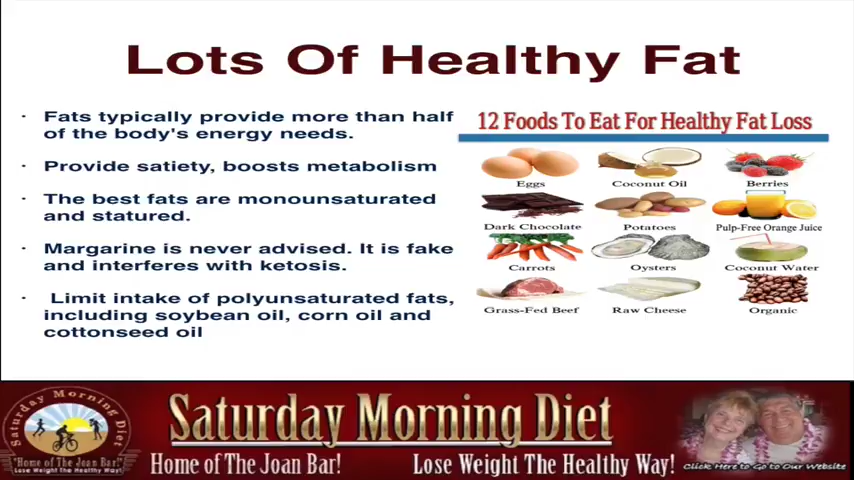 Lots Of Healthy Fat
· Fats typically provide more than half
of the body's energy needs.
· Provide satiety, boosts metabolism
· The best fats are monounsaturated
and statured.
· Margarine is never advised. It is fake
and interferes with ketosis.
· Limit intake of polyunsaturated fats,
including soybean oil, corn oil and
cottonseed oil
12 Foods To Eat For Healthy Fat Loss
Eggs Coconut Oil Berries
Dark Chocolate Potatoes Pulp-Free Orange Juice
Carrots Oysters Coconut Water
Grass-Fed Beef Raw Cheese Organic
Saturday Morning Diet
"Home of The Joan Bar!"
Lose Weight The Healthy Way!
Saturday Morning Diet
Home of The Joan Bar! Lose Weight The Healthy Way!
Click Here to Go to Our Website